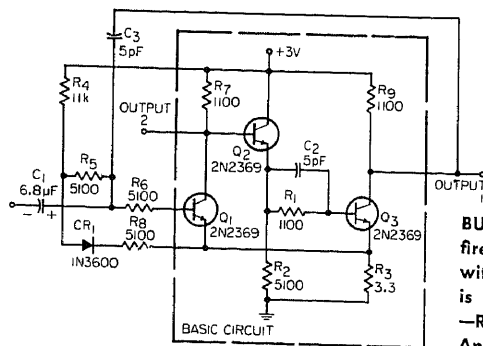 C3
5pF
+3V
R4
11k
R7
1100
R9
1100
OUTPUT
2
Q2
2N2369
C2
5pF
C1
6.8µF
R5
5100
R6
5100
R1
1100
OUTPUT
1
Q1
2N2369
Q3
2N2369
- +
R8
5100
CR1
1N3600
R2
5100
R3
3.3
BASIC CIRCUIT
BU
fire
wit
is
—R
An